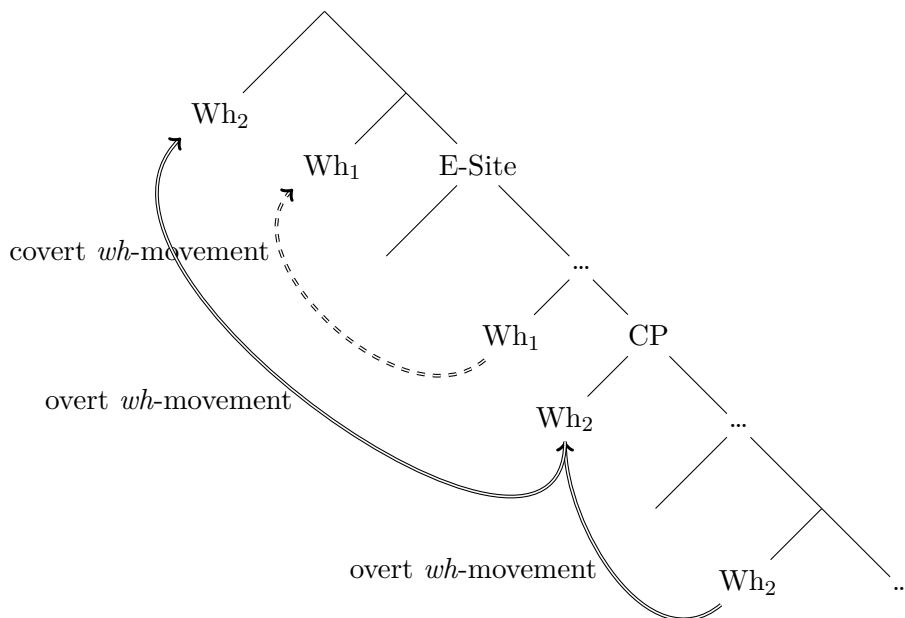 Wh₂
Wh₁ E-Site
covert wh-movement ...
Wh₁ CP
overt wh-movement Wh₂ ...
overt wh-movement Wh₂ ..